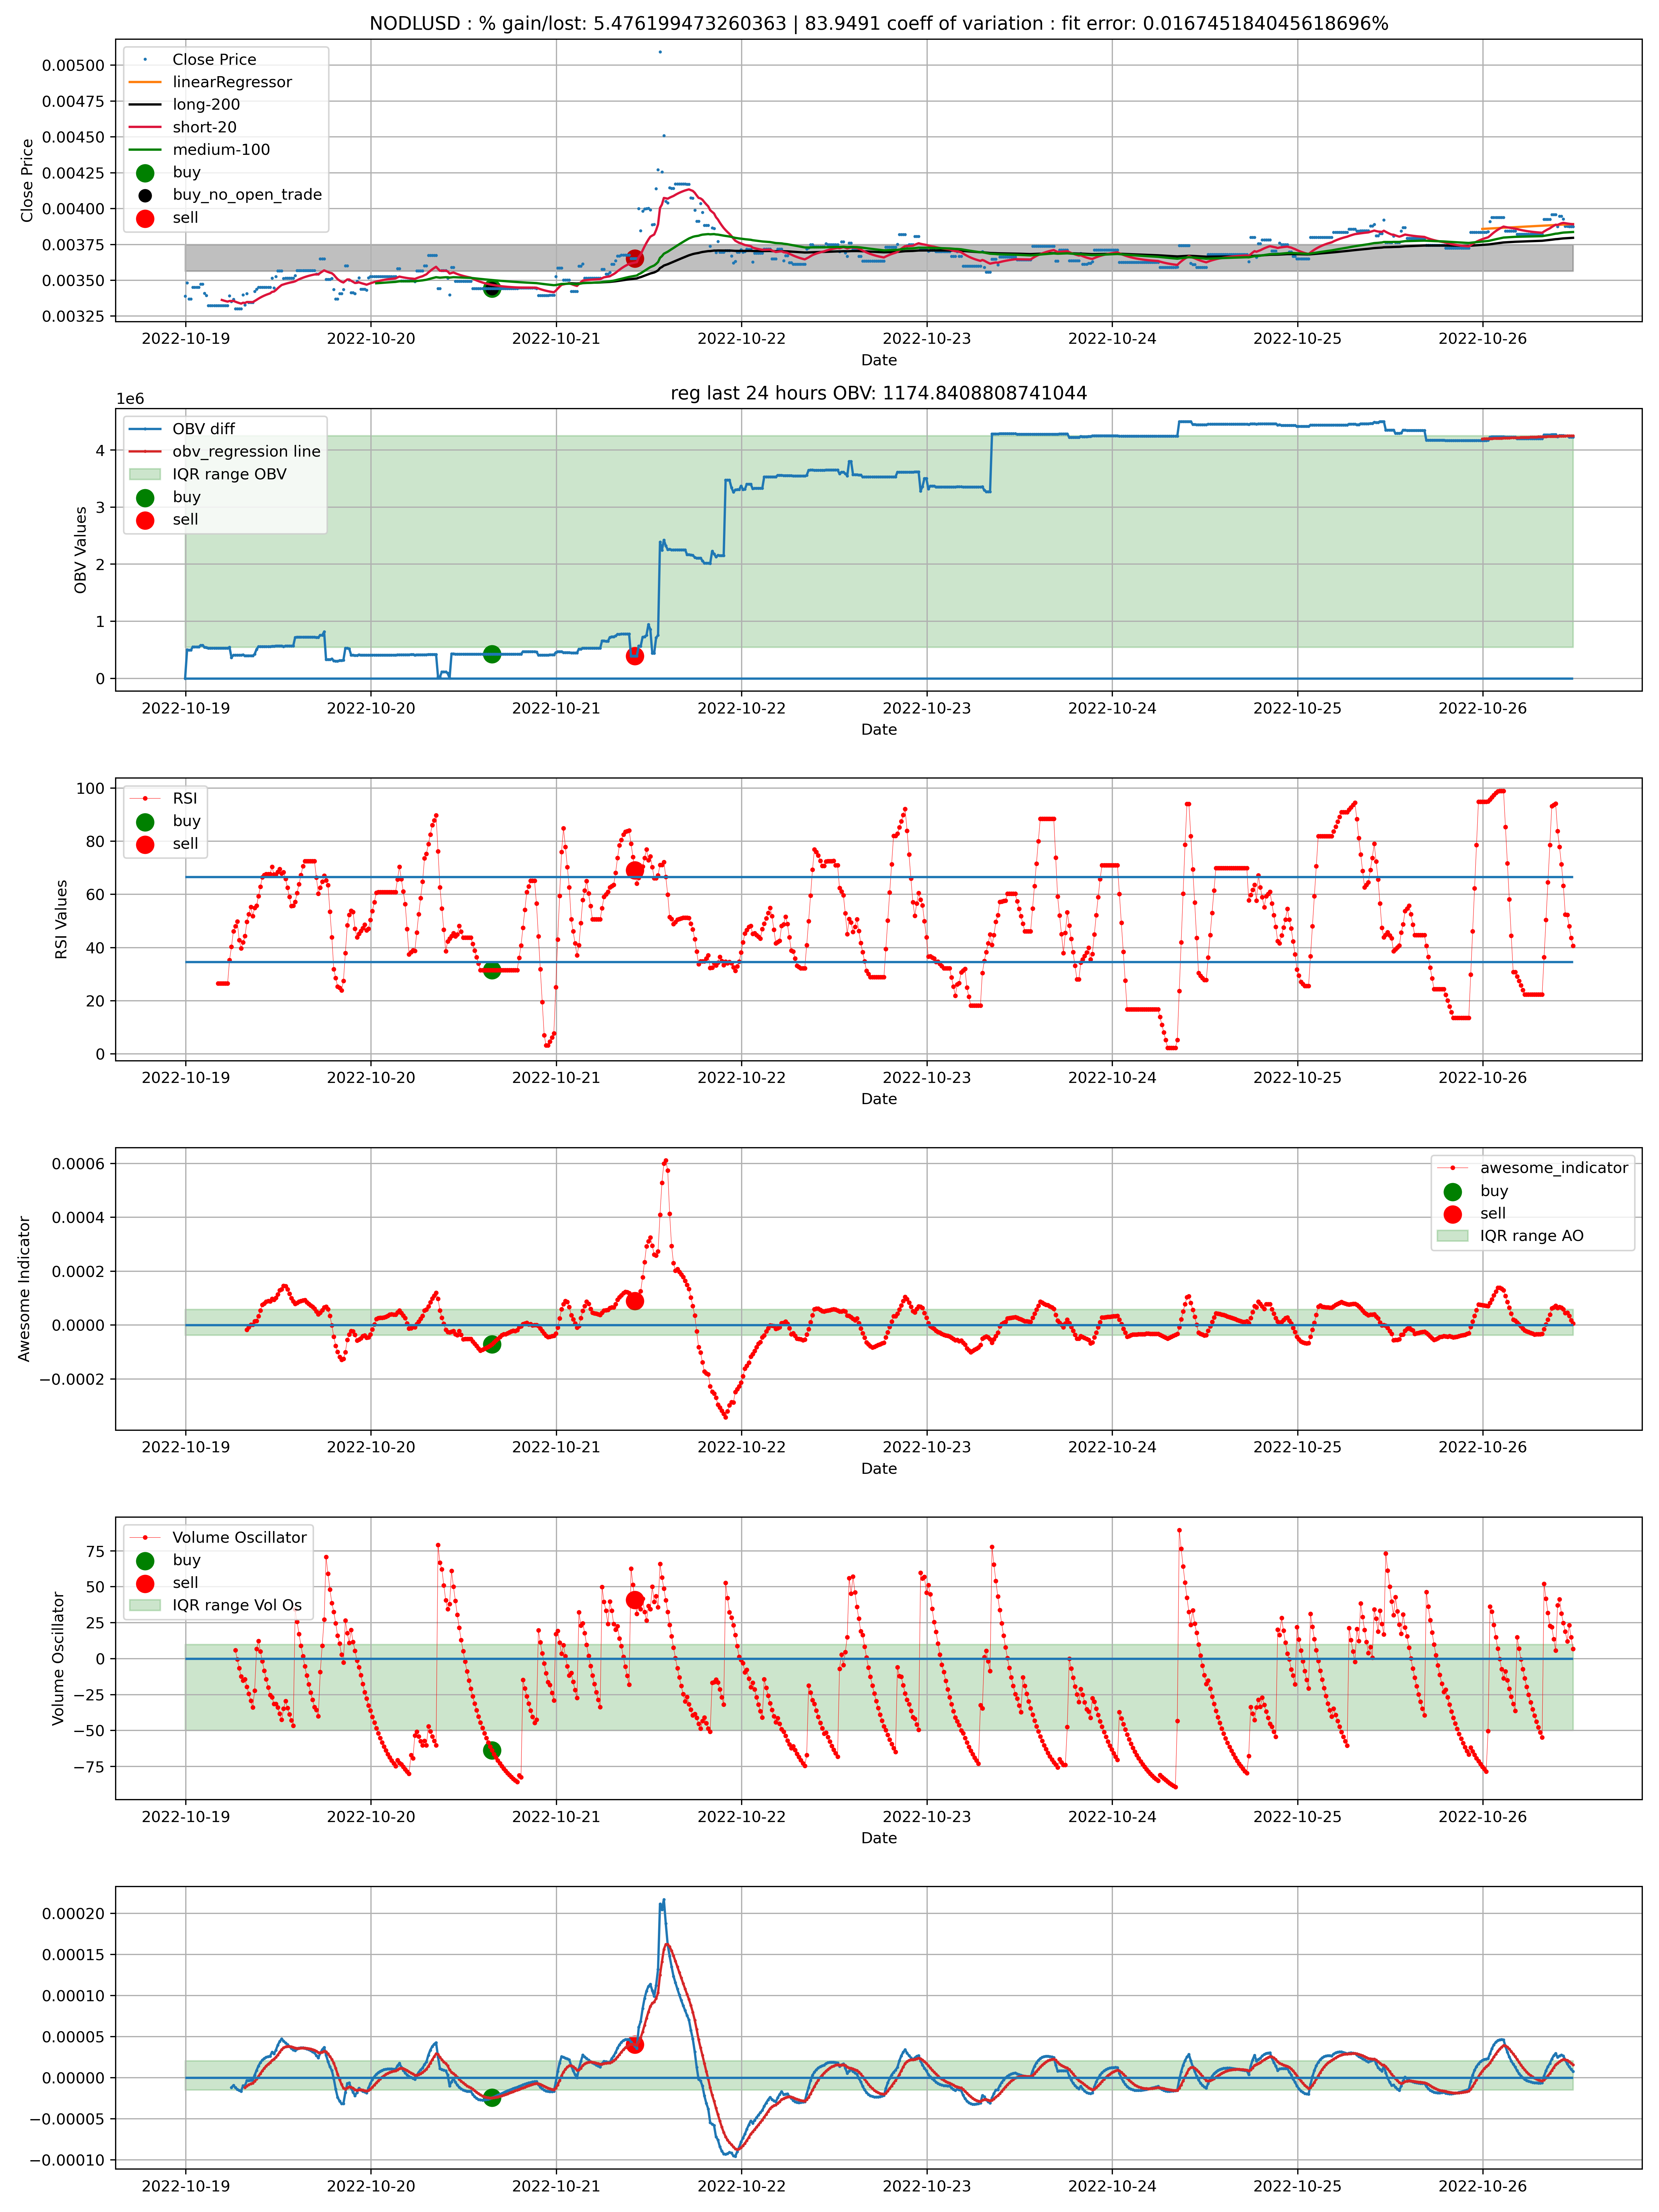 NODLUSD : % gain/lost: 5.476199473260363 | 83.9491 coeff of variation : fit error: 0.016745184045618696%
Close Price
linearRegressor
long-200
short-20
medium-100
buy
buy_no_open_trade
sell
0.00500
0.00475
0.00450
0.00425
0.00400
0.00375
0.00350
0.00325
Close Price
2022-10-19 2022-10-20 2022-10-21 2022-10-22 2022-10-23 2022-10-24 2022-10-25 2022-10-26
Date
reg last 24 hours OBV: 1174.8408808741044
1e6
OBV diff
obv_regression line
IQR range OBV
buy
sell
4
3
2
1
0
OBV Values
2022-10-19 2022-10-20 2022-10-21 2022-10-22 2022-10-23 2022-10-24 2022-10-25 2022-10-26
Date
RSI
buy
sell
100
80
60
40
20
0
RSI Values
2022-10-19 2022-10-20 2022-10-21 2022-10-22 2022-10-23 2022-10-24 2022-10-25 2022-10-26
Date
awesome_indicator
buy
sell
IQR range AO
0.0006
0.0004
0.0002
0.0000
−0.0002
Awesome Indicator
2022-10-19 2022-10-20 2022-10-21 2022-10-22 2022-10-23 2022-10-24 2022-10-25 2022-10-26
Date
Volume Oscillator
buy
sell
IQR range Vol Os
75
50
25
0
−25
−50
−75
Volume Oscillator
2022-10-19 2022-10-20 2022-10-21 2022-10-22 2022-10-23 2022-10-24 2022-10-25 2022-10-26
Date
0.00020
0.00015
0.00010
0.00005
0.00000
−0.00005
−0.00010
2022-10-19 2022-10-20 2022-10-21 2022-10-22 2022-10-23 2022-10-24 2022-10-25 2022-10-26